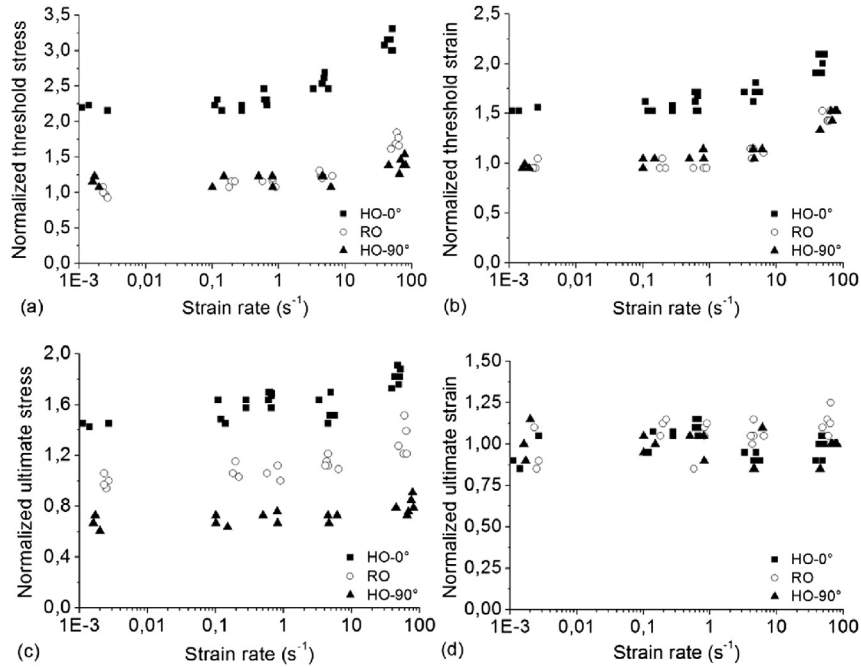 Normalized threshold stress
3,5
3,0
2,5
2,0
1,5
1,0
0,5
0,0
HO-0°
RO
HO-90°
1E-3
0,01
0,1
1
10
100
Strain rate (s⁻¹)
(a)
Normalized threshold strain
3,0
2,5
2,0
1,5
1,0
0,5
0,0
HO-0°
RO
HO-90°
1E-3
0,01
0,1
1
10
100
Strain rate (s⁻¹)
(b)
Normalized ultimate stress
2,0
1,6
1,2
0,8
0,4
0,0
HO-0°
RO
HO-90°
1E-3
0,01
0,1
1
10
100
Strain rate (s⁻¹)
(c)
Normalized ultimate strain
1,50
1,25
1,00
0,75
0,50
0,25
0,00
HO-0°
RO
HO-90°
1E-3
0,01
0,1
1
10
100
Strain rate (s⁻¹)
(d)